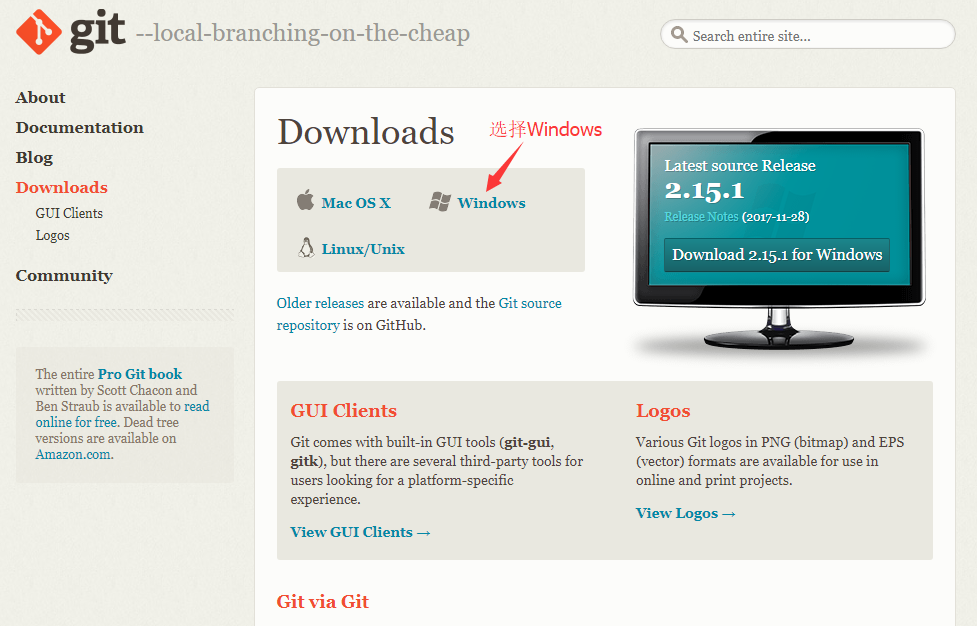 git --local-branching-on-the-cheap
Search entire site...
About
Documentation
Blog
Downloads
GUI Clients
Logos
Community
The entire Pro Git book
written by Scott Chacon and
Ben Straub is available to read
online for free. Dead tree
versions are available on
Amazon.com.
Downloads
选择Windows
Mac OS X
Windows
Linux/Unix
Older releases are available and the Git source
repository is on GitHub.
Latest source Release
2.15.1
Release Notes (2017-11-28)
Download 2.15.1 for Windows
GUI Clients
Git comes with built-in GUI tools (git-gui,
gitk), but there are several third-party tools for
users looking for a platform-specific
experience.
View GUI Clients →
Logos
Various Git logos in PNG (bitmap) and EPS
(vector) formats are available for use in
online and print projects.
View Logos →
Git via Git